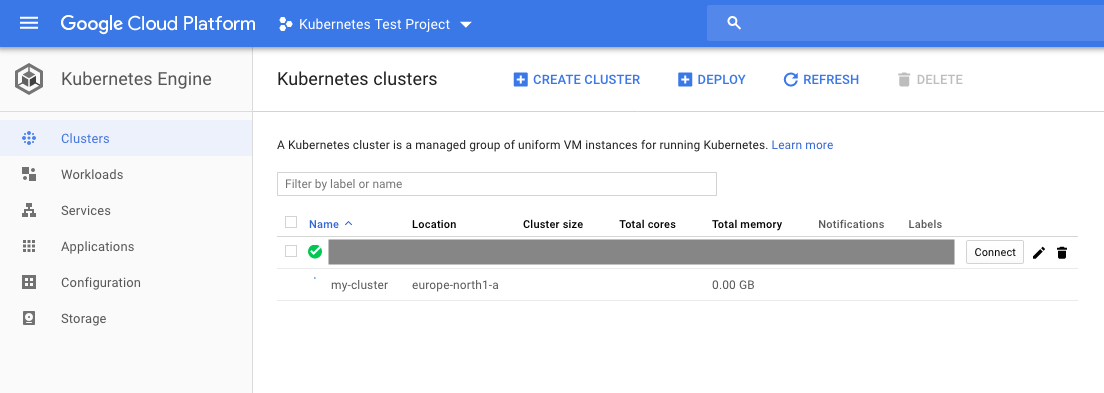 Google Cloud Platform
Kubernetes Test Project
Kubernetes Engine
Clusters
Workloads
Services
Applications
Configuration
Storage
Kubernetes clusters
CREATE CLUSTER
DEPLOY
REFRESH
DELETE
A Kubernetes cluster is a managed group of uniform VM instances for running Kubernetes. Learn more
Filter by label or name
Name Location Cluster size Total cores Total memory Notifications Labels
Connect
my-cluster europe-north1-a 0.00 GB